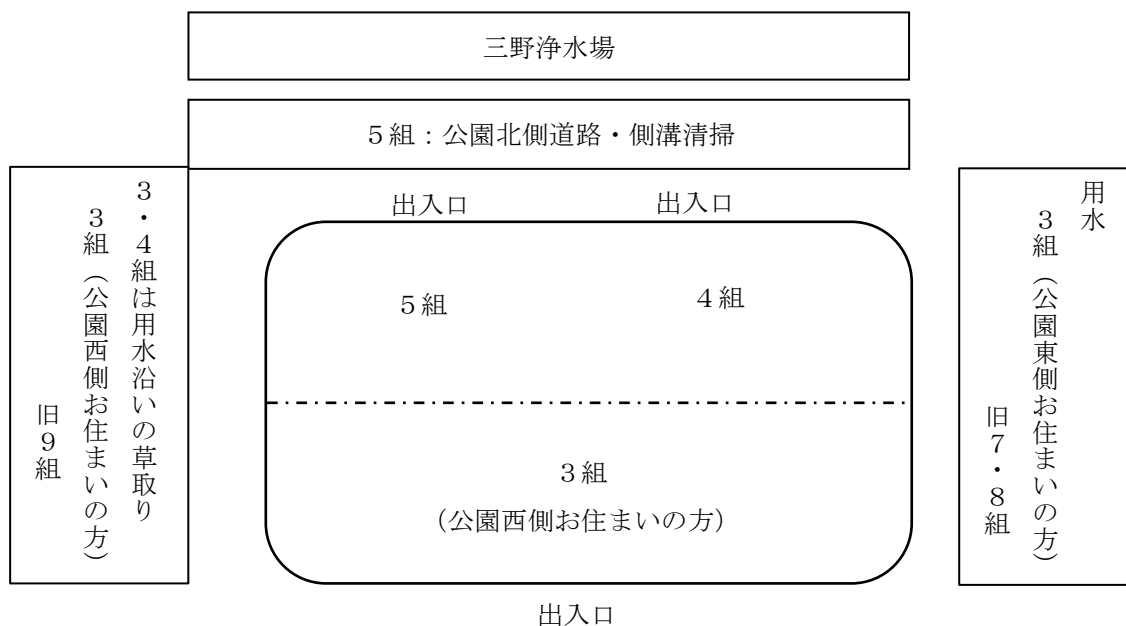 三野浄水場
５組：公園北側道路・側溝清掃
３・４組は用水沿いの草取り
３組（公園西側お住まいの方）
旧９組
出入口
出入口
５組
４組
３組
（公園西側お住まいの方）
出入口
用水
３組（公園東側お住まいの方）
旧７・８組